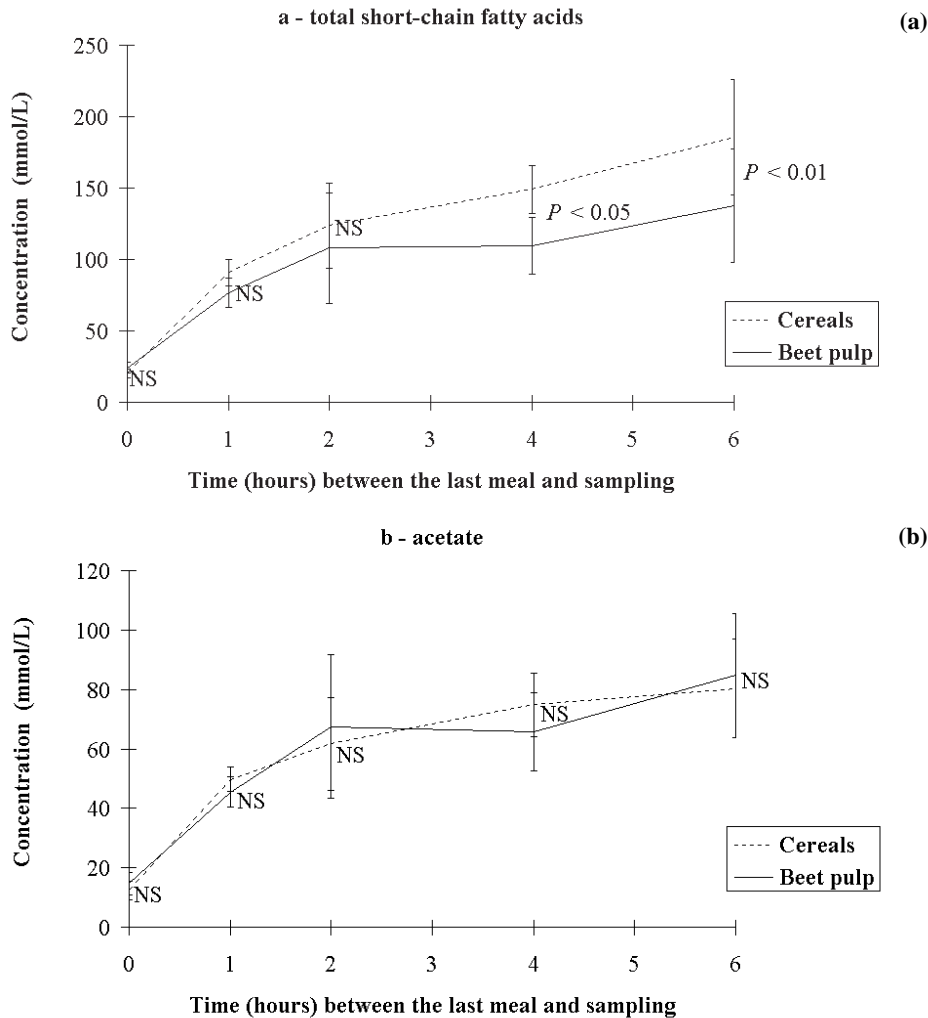 a - total short-chain fatty acids
(a)
Concentration (mmol/L)
250
200
150
100
50
0
NS
NS
NS
P < 0.05
P < 0.01
Cereals
Beet pulp
0 1 2 3 4 5 6
Time (hours) between the last meal and sampling
b - acetate
(b)
Concentration (mmol/L)
120
100
80
60
40
20
0
NS
NS
NS
NS
NS
Cereals
Beet pulp
0 1 2 3 4 5 6
Time (hours) between the last meal and sampling